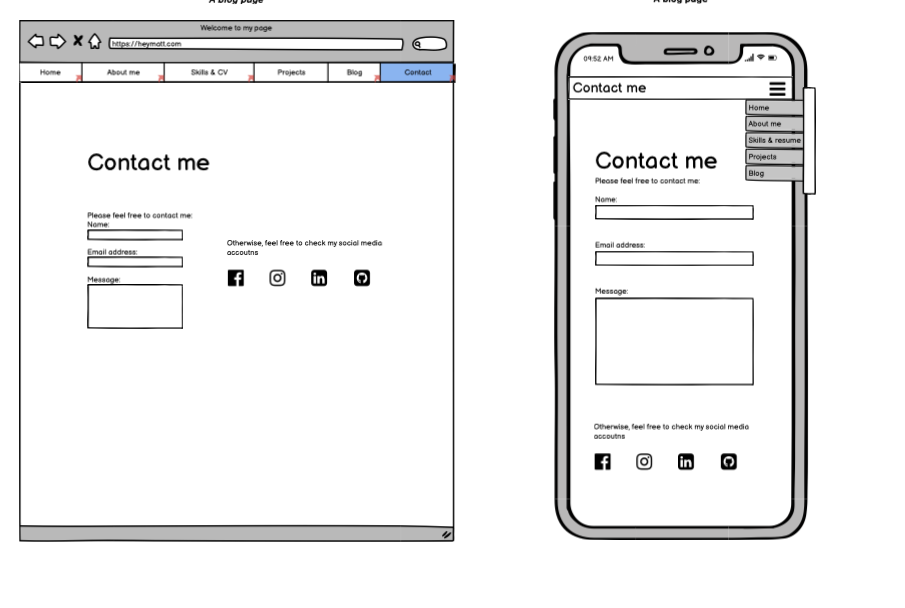 A blog page
Welcome to my page
https://heymott.com
Home About me Skills & CV Projects Blog Contact
Contact me
Please feel free to contact me:
Name:
Email address:
Message:
Otherwise, feel free to check my social media
accoutns
A blog page
09:52 AM
Contact me
Home
About me
Skills & resume
Projects
Blog
Contact me
Please feel free to contact me:
Name:
Email address:
Message:
Otherwise, feel free to check my social media
accoutns